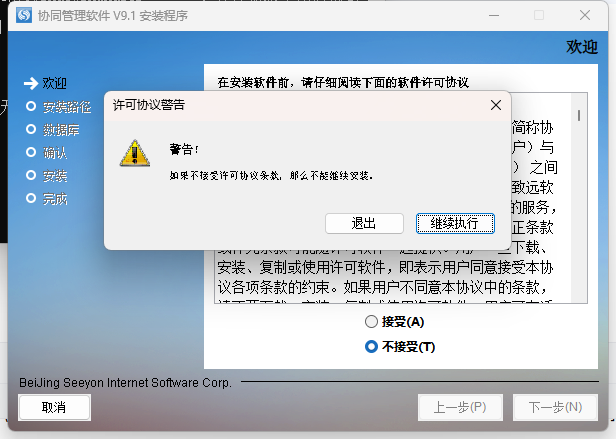 协同管理软件 V9.1 安装程序
欢迎
欢迎
安装路径
数据库
确认
安装
完成
在安装软件前，请仔细阅读下面的软件许可协议
简称协
户）与
）之间
致远软
的服务，
正条款
下载、
安装、复制或使用许可软件，即表示用户同意接受本协
议各项条款的约束。如果用户不同意本协议中的条款，
许可协议警告
警告!
如果不接受许可协议条款，那么不能继续安装。
退出
继续执行
接受(A)
不接受(T)
BeiJing Seeyon Internet Software Corp.
取消
上一步(P)
下一步(N)